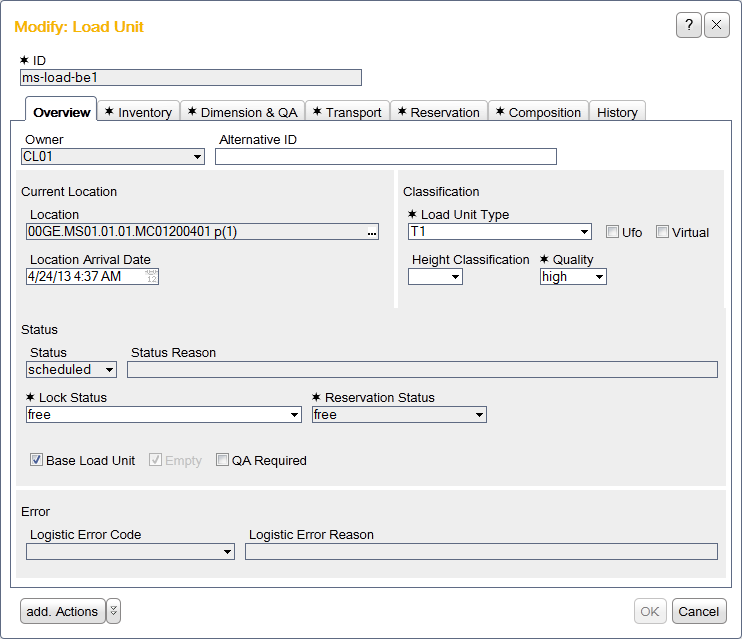 Modify: Load Unit
?
✶ ID
ms-load-be1
Overview ✶ Inventory ✶ Dimension & QA ✶ Transport ✶ Reservation ✶ Composition History
Owner Alternative ID
CL01
Current Location Classification
Location ✶ Load Unit Type
00GE.MS01.01.01.MC01200401 p(1) ... T1 Ufo Virtual
Location Arrival Date Height Classification ✶ Quality
4/24/13 4:37 AM high
Status
Status Status Reason
scheduled
✶ Lock Status ✶ Reservation Status
free free
Base Load Unit Empty QA Required
Error
Logistic Error Code Logistic Error Reason
add. Actions OK Cancel